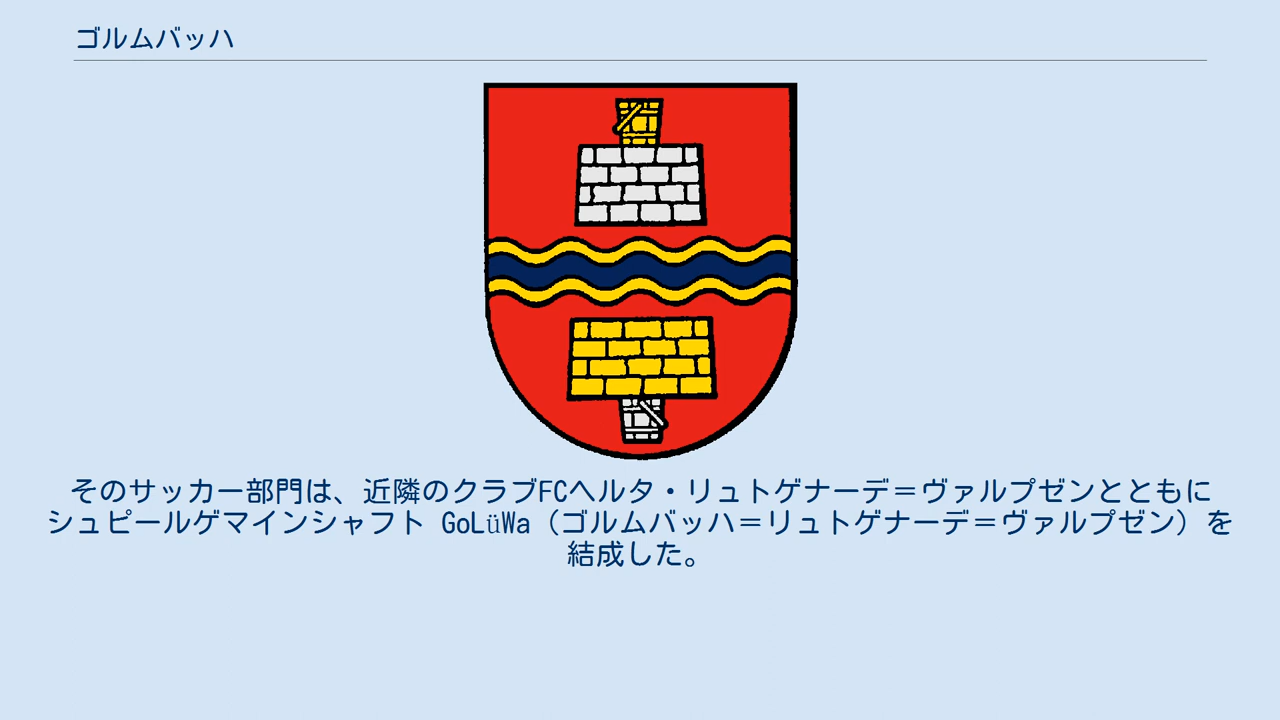 ゴルムバッハ
そのサッカー部門は、近隣のクラブFCヘルタ・リュトゲナーデ＝ヴァルプゼンとともに
シュピールゲマインシャフト GoLüWa（ゴルムバッハ＝リュトゲナーデ＝ヴァルプゼン）を
結成した。